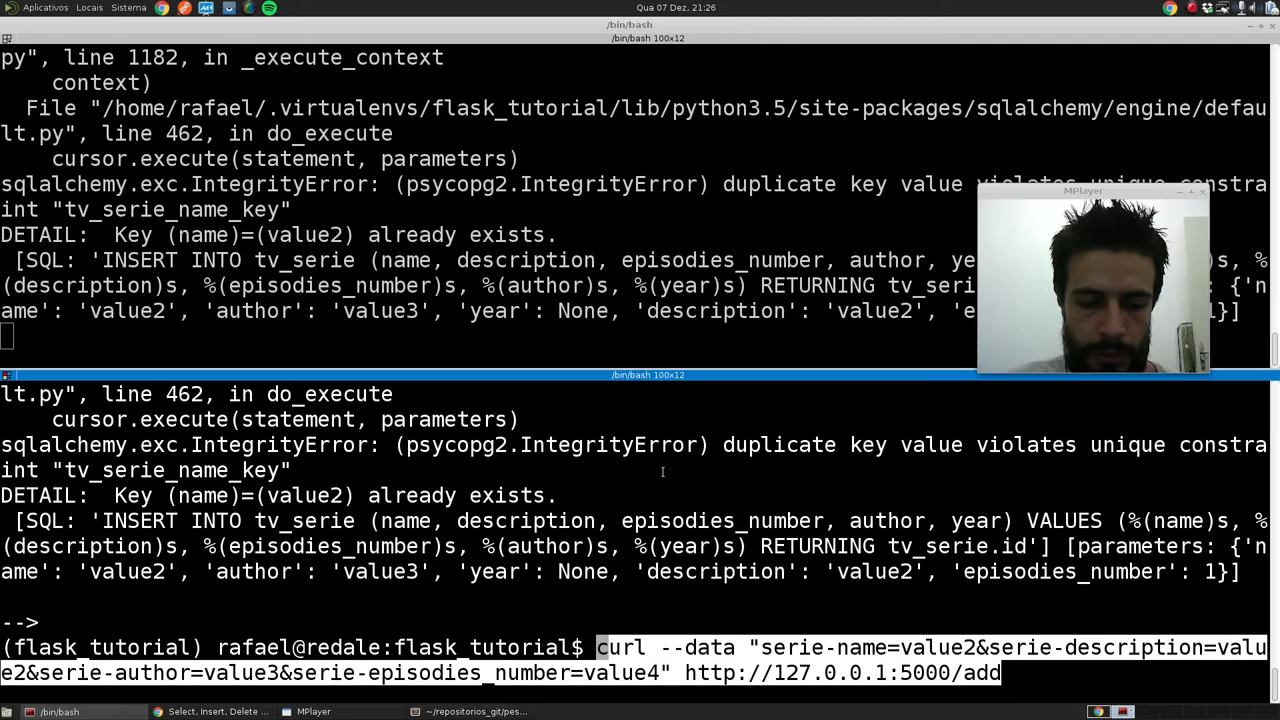 Aplicativos Locais Sistema Qua 07 Dez, 21:26
/bin/bash
/bin/bash 100x12
py", line 1182, in _execute_context
context)
File "/home/rafael/.virtualenvs/flask_tutorial/lib/python3.5/site-packages/sqlalchemy/engine/defau
lt.py", line 462, in do_execute
cursor.execute(statement, parameters)
sqlalchemy.exc.IntegrityError: (psycopg2.IntegrityError) duplicate key value violates unique constra
int "tv_serie_name_key"
MPlayer
DETAIL:  Key (name)=(value2) already exists.
[SQL: 'INSERT INTO tv_serie (name, description, episodies_number, author, ye s, %
(description)s, %(episodies_number)s, %(author)s, %(year)s) RETURNING tv_seri : {'n
ame': 'value2', 'author': 'value3', 'year': None, 'description': 'value2', 'e 1}]
/bin/bash 100x12
lt.py", line 462, in do_execute
cursor.execute(statement, parameters)
sqlalchemy.exc.IntegrityError: (psycopg2.IntegrityError) duplicate key value violates unique constra
int "tv_serie_name_key"
DETAIL:  Key (name)=(value2) already exists.
[SQL: 'INSERT INTO tv_serie (name, description, episodies_number, author, year) VALUES (%(name)s, %
(description)s, %(episodies_number)s, %(author)s, %(year)s) RETURNING tv_serie.id'] [parameters: {'n
ame': 'value2', 'author': 'value3', 'year': None, 'description': 'value2', 'episodies_number': 1}]
-->
(flask_tutorial) rafael@redale:flask_tutorial$ curl --data "serie-name=value2&serie-description=valu
e2&serie-author=value3&serie-episodies_number=value4" http://127.0.0.1:5000/add
/bin/bash Select, Insert, Delete ... MPlayer ~/repositorios_git/pes...